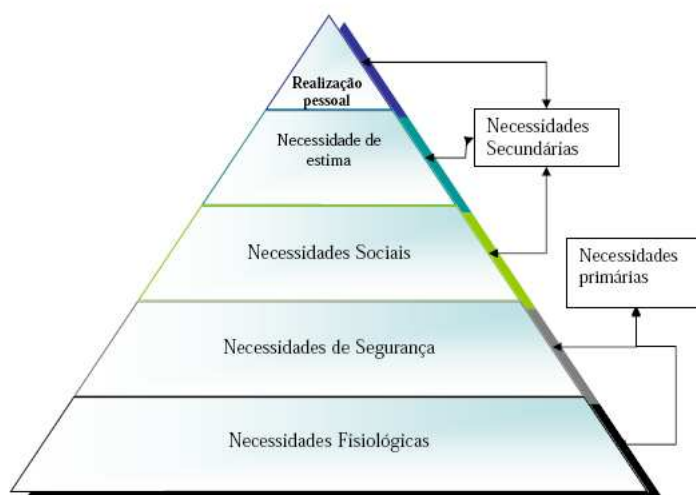 Realização
pessoal
Necessidade de
estima
Necessidades
Secundárias
Necessidades Sociais
Necessidades
primárias
Necessidades de Segurança
Necessidades Fisiológicas